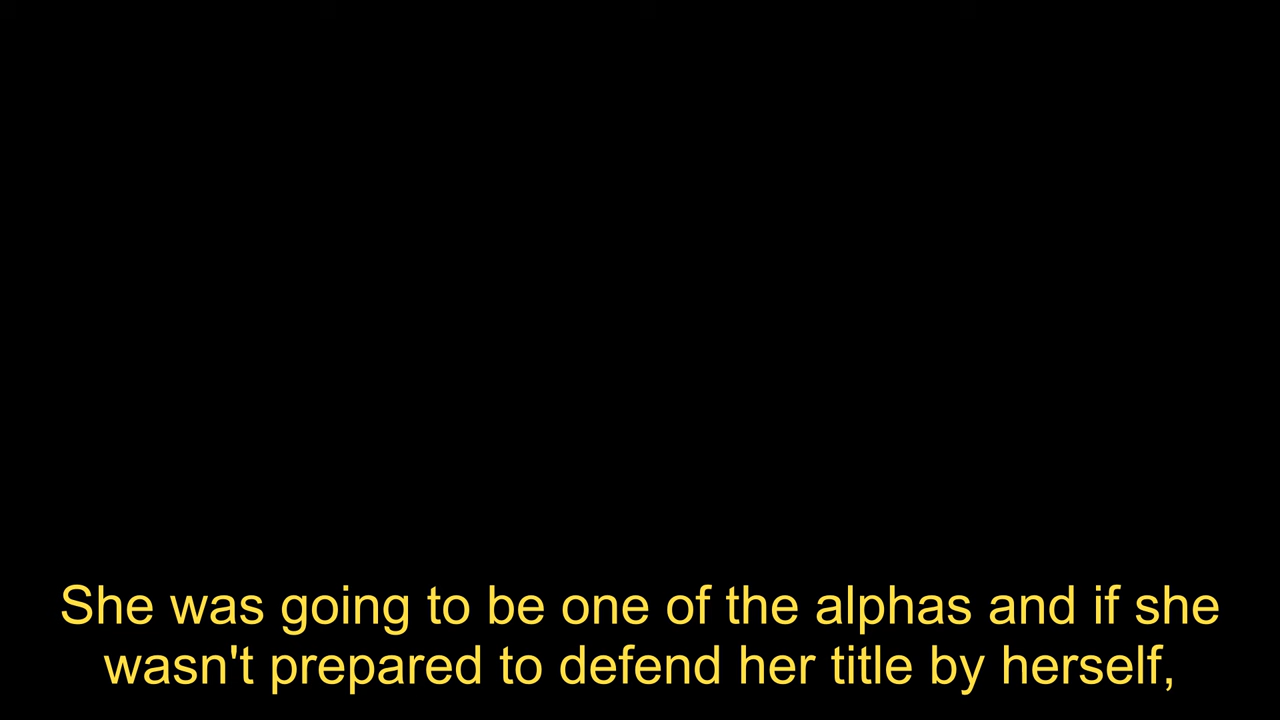 She was going to be one of the alphas and if she
wasn't prepared to defend her title by herself,